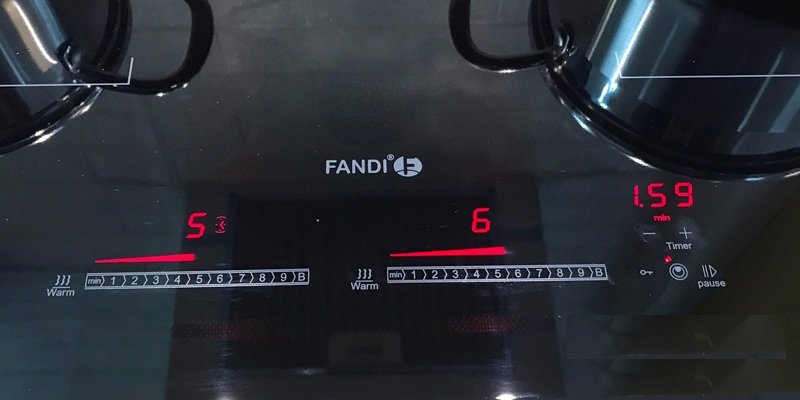 FANDI® F
1.59
5
6
min
− +
Timer
Warm
min 1 2 3 4 5 6 7 8 9 B
Warm
min 1 2 3 4 5 6 7 8 9 B
pause